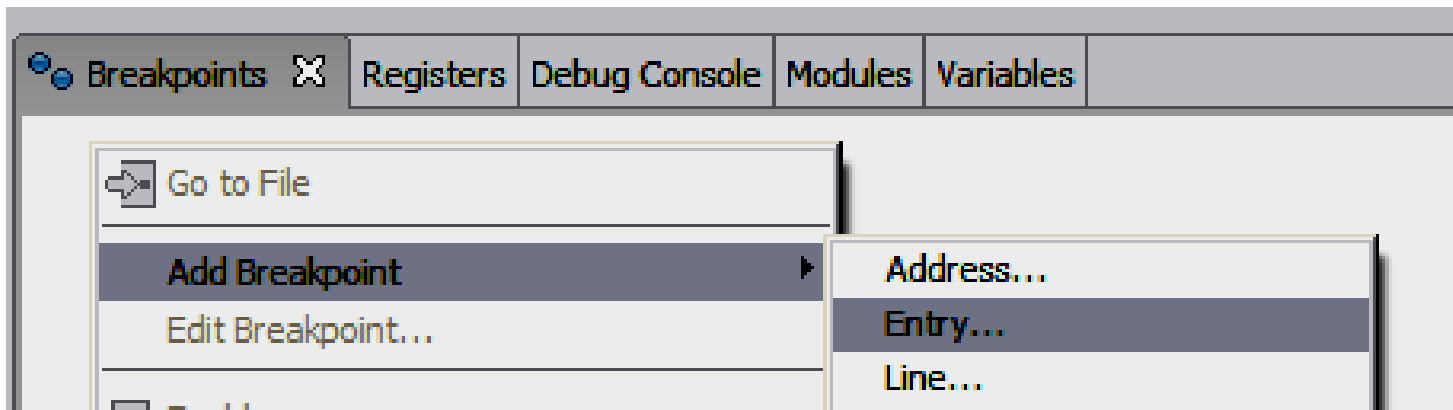 Breakpoints Registers Debug Console Modules Variables
Go to File
Add Breakpoint
Address...
Edit Breakpoint...
Entry...
Line...